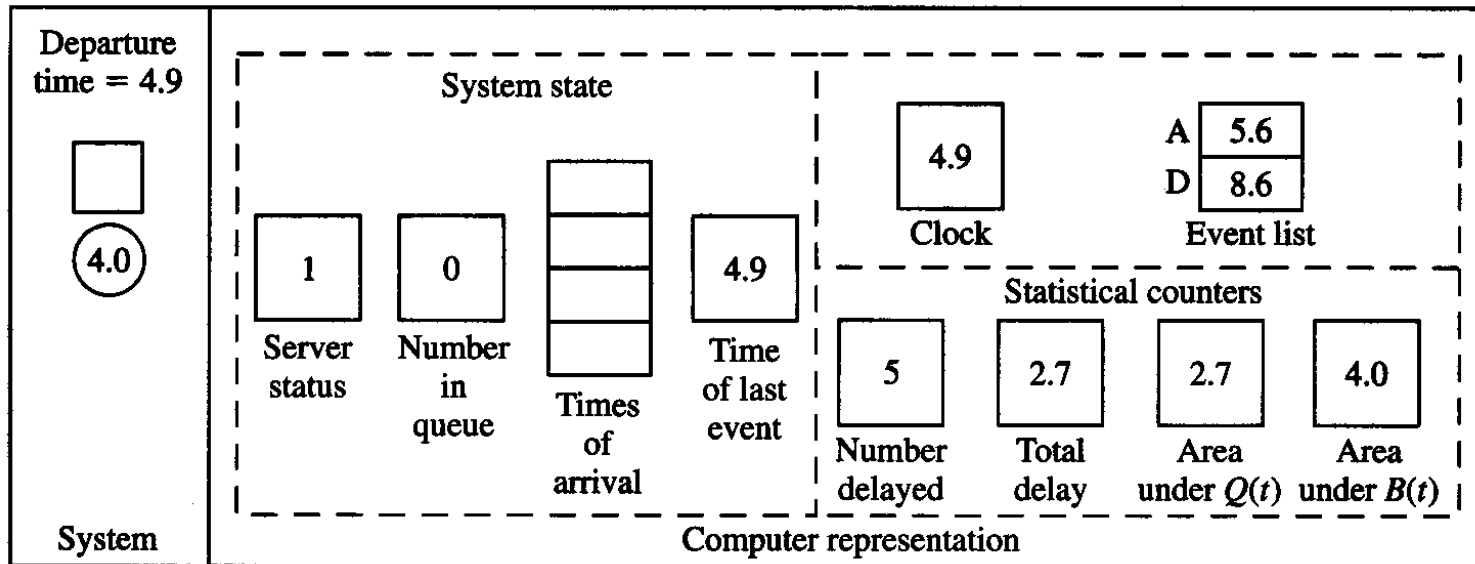 Departure
time = 4.9
4.0
System
System state
1
Server
status
0
Number
in
queue
Times
of
arrival
4.9
Time
of last
event
4.9
Clock
A 5.6
D 8.6
Event list
Statistical counters
5
Number
delayed
2.7
Total
delay
2.7
Area
under Q(t)
4.0
Area
under B(t)
Computer representation